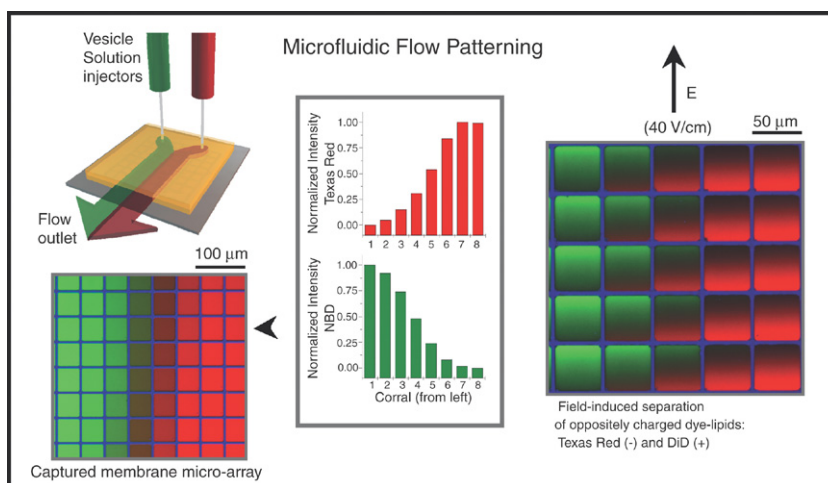 Microfluidic Flow Patterning
Vesicle
Solution
injectors
Flow
outlet
100 μm
Captured membrane micro-array
Normalized Intensity
Texas Red
1.00
0.75
0.50
0.25
0.00
1 2 3 4 5 6 7 8
Normalized Intensity
NBD
1.00
0.75
0.50
0.25
0.00
1 2 3 4 5 6 7 8
Corral (from left)
E
(40 V/cm)
50 μm
Field-induced separation
of oppositely charged dye-lipids:
Texas Red (-) and DiD (+)